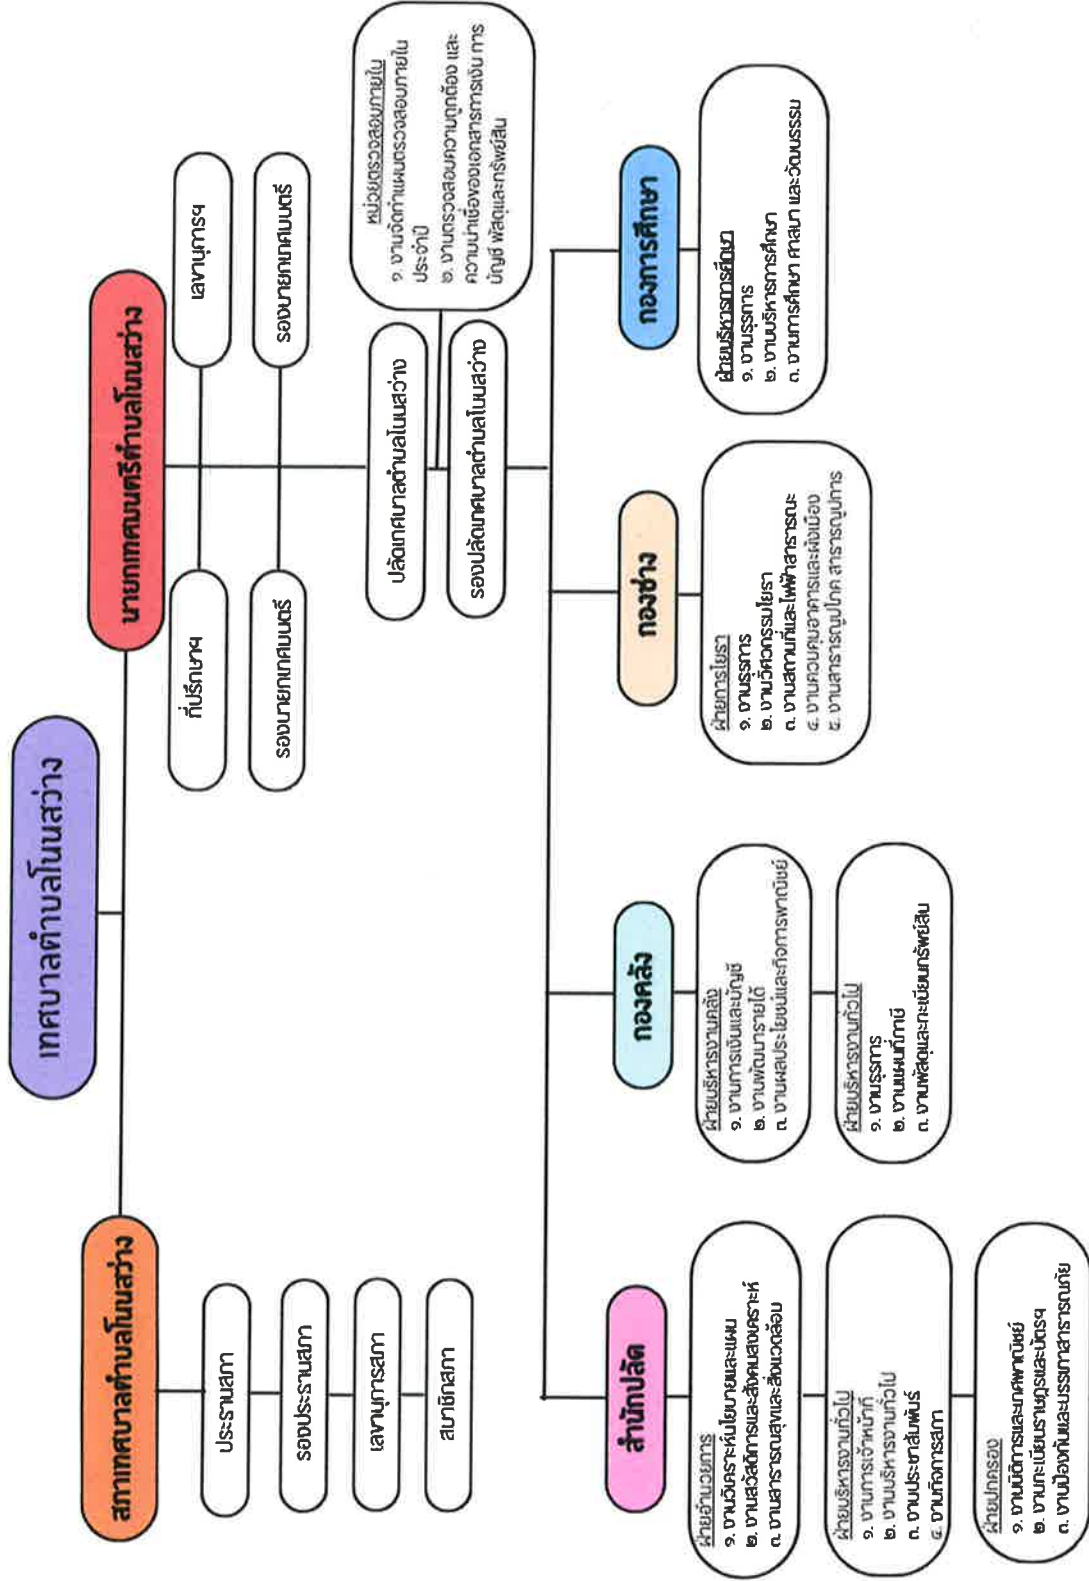 เทศบาลตำบลโนนสว่าง
สภาเทศบาลตำบลโนนสว่าง
นายกเทศมนตรีตำบลโนนสว่าง
ประธานสภา
รองประธานสภา
เลขานุการสภา
สมาชิกสภา
ที่ปรึกษาฯ
เลขานุการฯ
รองนายกเทศมนตรี
รองนายกเทศมนตรี
ปลัดเทศบาลตำบลโนนสว่าง
รองปลัดเทศบาลตำบลโนนสว่าง
หน่วยตรวจสอบภายใน
๑. งานจัดทำแผนตรวจสอบภายใน
ประจำปี
๒. งานตรวจสอบความถูกต้อง และ
ความน่าเชื่อของเอกสารการเงิน การ
บัญชี พัสดุและทรัพย์สิน
สำนักปลัด
ฝ่ายอำนวยการ
๑. งานวิเคราะห์นโยบายและแผน
๒. งานสวัสดิการและสังคมสงเคราะห์
๓. งานสาธารณสุขและสิ่งแวดล้อม
ฝ่ายบริหารงานทั่วไป
๑. งานการเจ้าหน้าที่
๒. งานบริหารงานทั่วไป
๓. งานประชาสัมพันธ์
๔. งานกิจการสภา
ฝ่ายปกครอง
๑. งานนิติการและเทศพาณิชย์
๒. งานทะเบียนราษฎรและบัตรฯ
๓. งานป้องกันและบรรเทาสาธารณภัย
กองคลัง
ฝ่ายบริหารงานคลัง
๑. งานการเงินและบัญชี
๒. งานพัฒนารายได้
๓. งานผลประโยชน์และกิจการพาณิชย์
ฝ่ายบริหารงานทั่วไป
๑. งานธุรการ
๒. งานแผนที่ภาษี
๓. งานพัสดุและทะเบียนทรัพย์สิน
กองช่าง
ฝ่ายการโยธา
๑. งานธุรการ
๒. งานวิศวกรรมโยธา
๓. งานสถานที่และไฟฟ้าสาธารณะ
๔. งานควบคุมอาคารและผังเมือง
๕. งานสาธารณูปโภค สาธารณูปการ
กองการศึกษา
ฝ่ายบริหารการศึกษา
๑. งานธุรการ
๒. งานบริหารการศึกษา
๓. งานการศึกษา ศาสนา และวัฒนธรรม